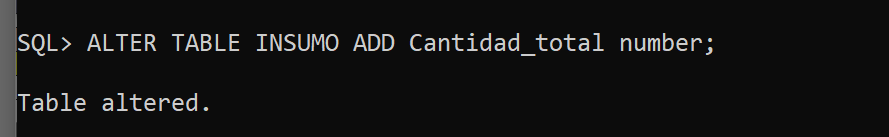 SQL> ALTER TABLE INSUMO ADD Cantidad_total number;
Table altered.